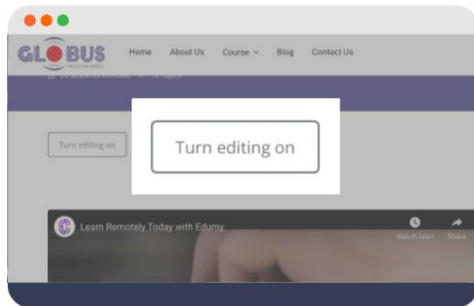 GLOBUS
Home About Us Course Blog Contact Us
Turn editing on
Turn editing on
Learn Remotely Today with Edumy
Watch later Share